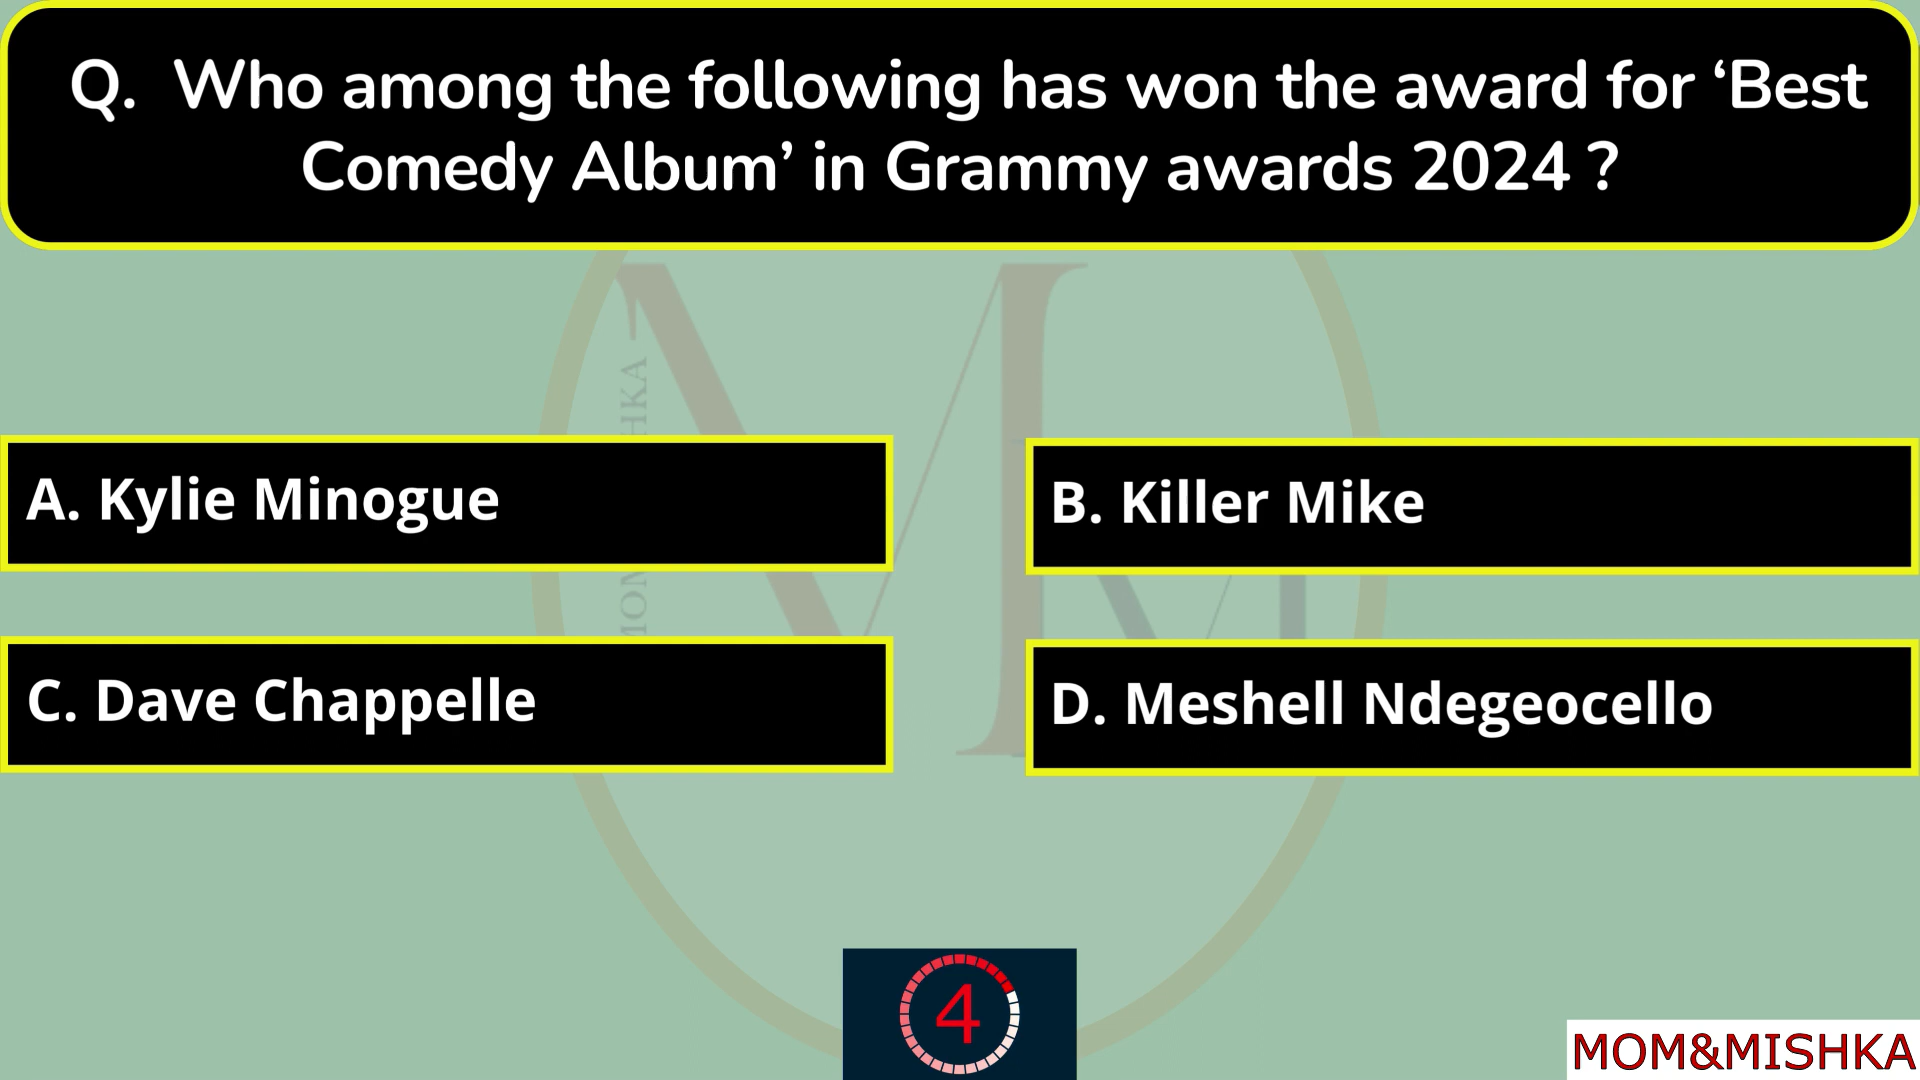 Q. Who among the following has won the award for ‘Best
Comedy Album’ in Grammy awards 2024 ?
A. Kylie Minogue
B. Killer Mike
C. Dave Chappelle
D. Meshell Ndegeocello
4
MOM&MISHKA